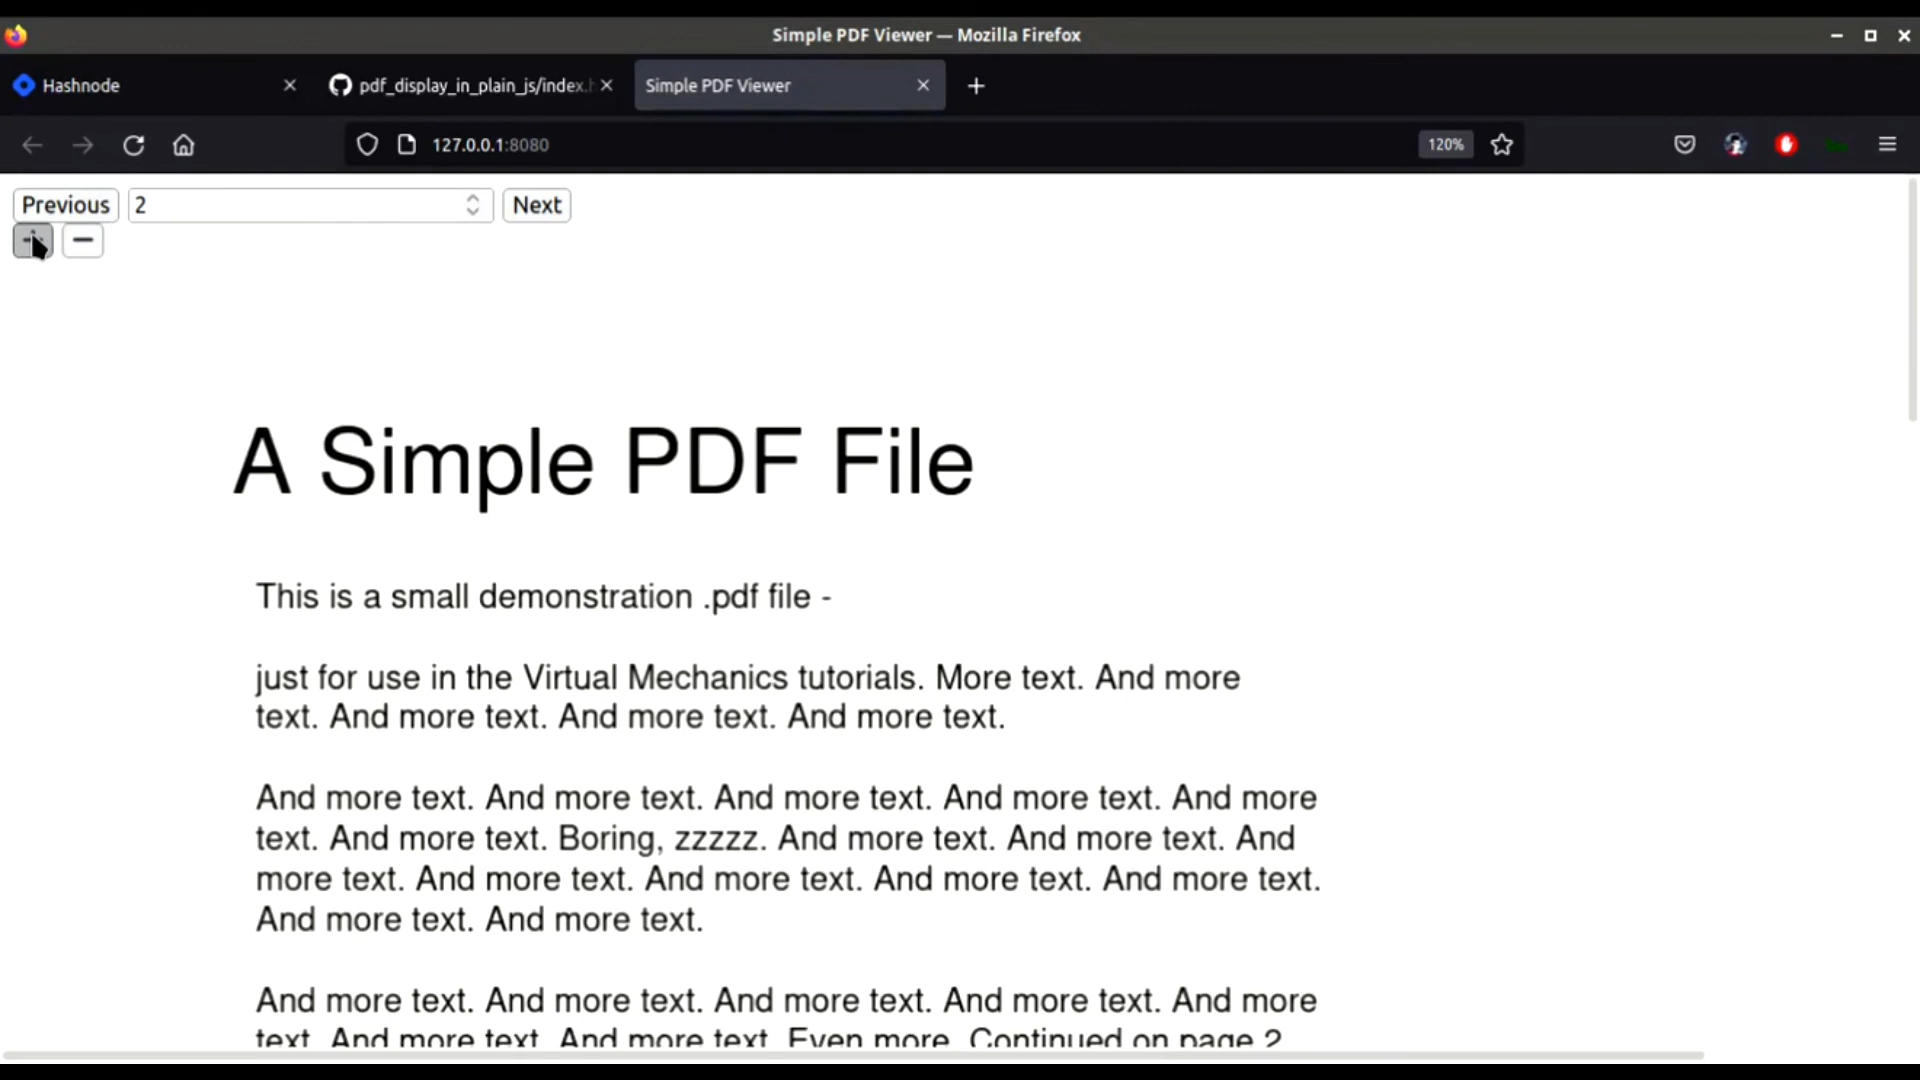 Simple PDF Viewer — Mozilla Firefox
Hashnode
pdf_display_in_plain_js/index.h
Simple PDF Viewer
127.0.0.1:8080
120%
Previous
2
Next
A Simple PDF File
This is a small demonstration .pdf file -
just for use in the Virtual Mechanics tutorials. More text. And more
text. And more text. And more text. And more text.
And more text. And more text. And more text. And more text. And more
text. And more text. Boring, zzzzz. And more text. And more text. And
more text. And more text. And more text. And more text. And more text.
And more text. And more text.
And more text. And more text. And more text. And more text. And more
text. And more text. And more text. Even more. Continued on page 2